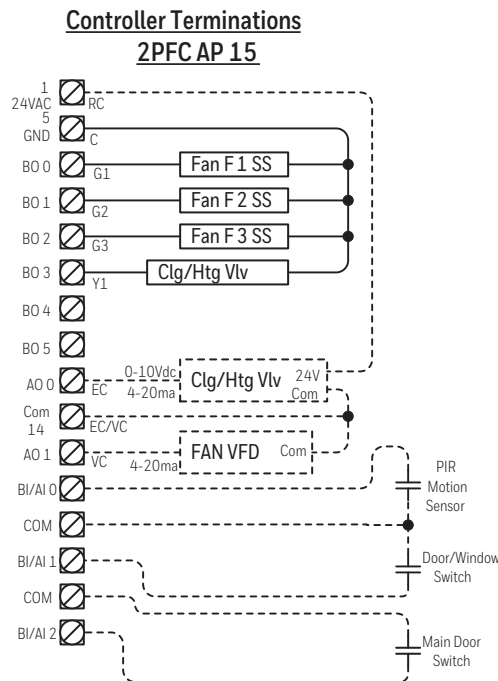 Controller Terminations
2PFC AP 15
1
24VAC
RC
5
GND
C
BO 0
G1
Fan F 1 SS
BO 1
G2
Fan F 2 SS
BO 2
G3
Fan F 3 SS
BO 3
Y1
Clg/Htg Vlv
BO 4
BO 5
AO 0
EC
0-10Vdc
4-20ma
Clg/Htg Vlv
24V
Com
Com
14
EC/VC
AO 1
VC
4-20ma
FAN VFD
Com
BI/AI 0
PIR
Motion
Sensor
COM
BI/AI 1
Door/Window
Switch
COM
BI/AI 2
Main Door
Switch